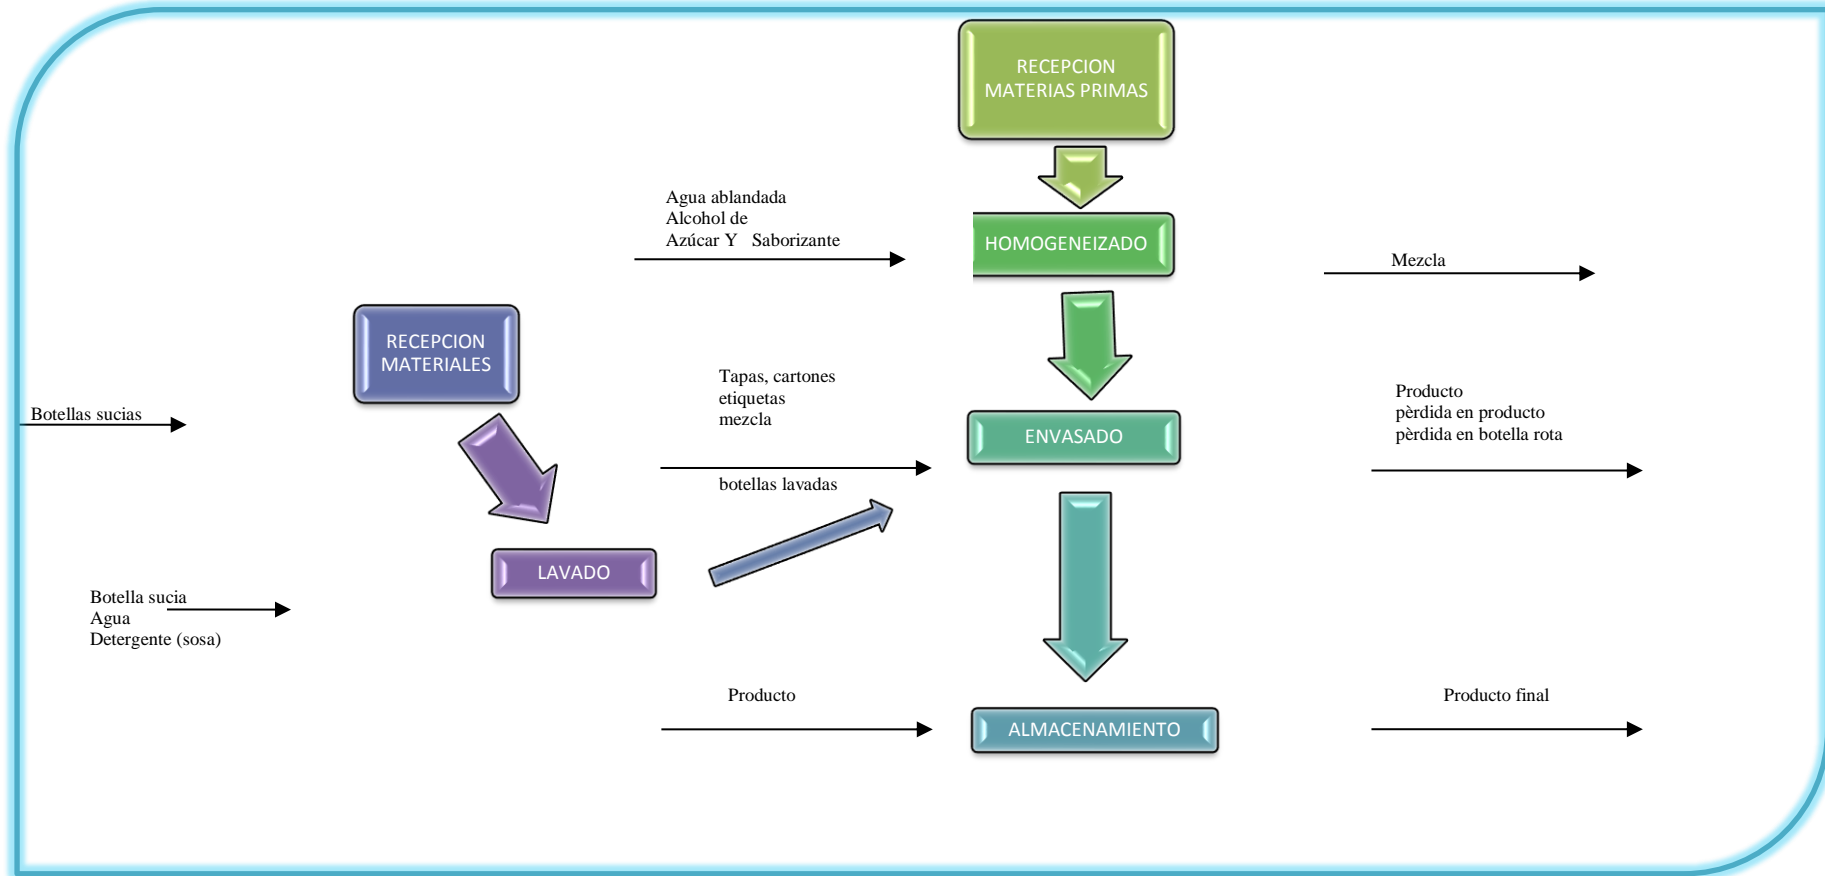 RECEPCION
MATERIAS PRIMAS
Agua ablandada
Alcohol de
Azúcar Y   Saborizante
HOMOGENEIZADO
Mezcla
RECEPCION
MATERIALES
Tapas, cartones
etiquetas
mezcla
Botellas sucias
ENVASADO
Producto
pèrdida en producto
pèrdida en botella rota
botellas lavadas
LAVADO
Botella sucia
Agua
Detergente (sosa)
Producto
ALMACENAMIENTO
Producto final